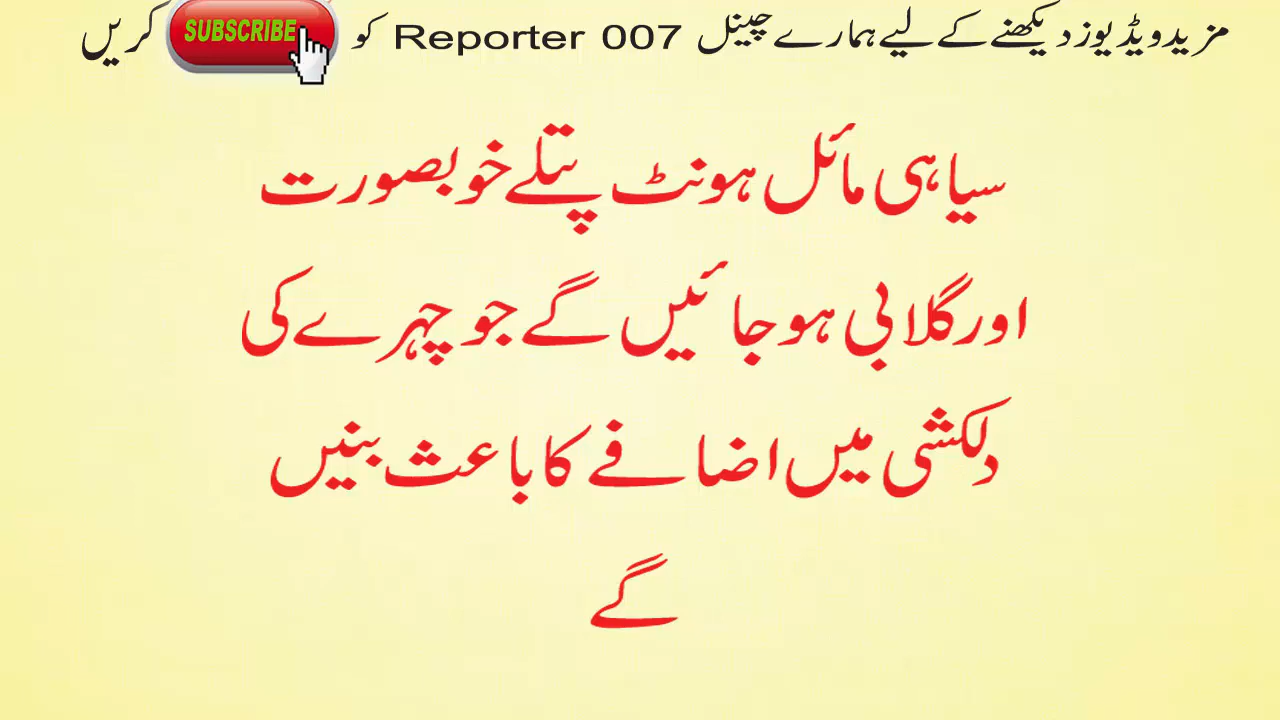 مزید ویڈیوز دیکھنے کے لیے ہمارے چینل Reporter 007 کو SUBSCRIBE کریں
سیاہی مائل ہونٹ پتلے خوبصورت
اور گلابی ہو جائیں گے جو چہرے کی
دلکشی میں اضافے کا باعث بنیں
گے